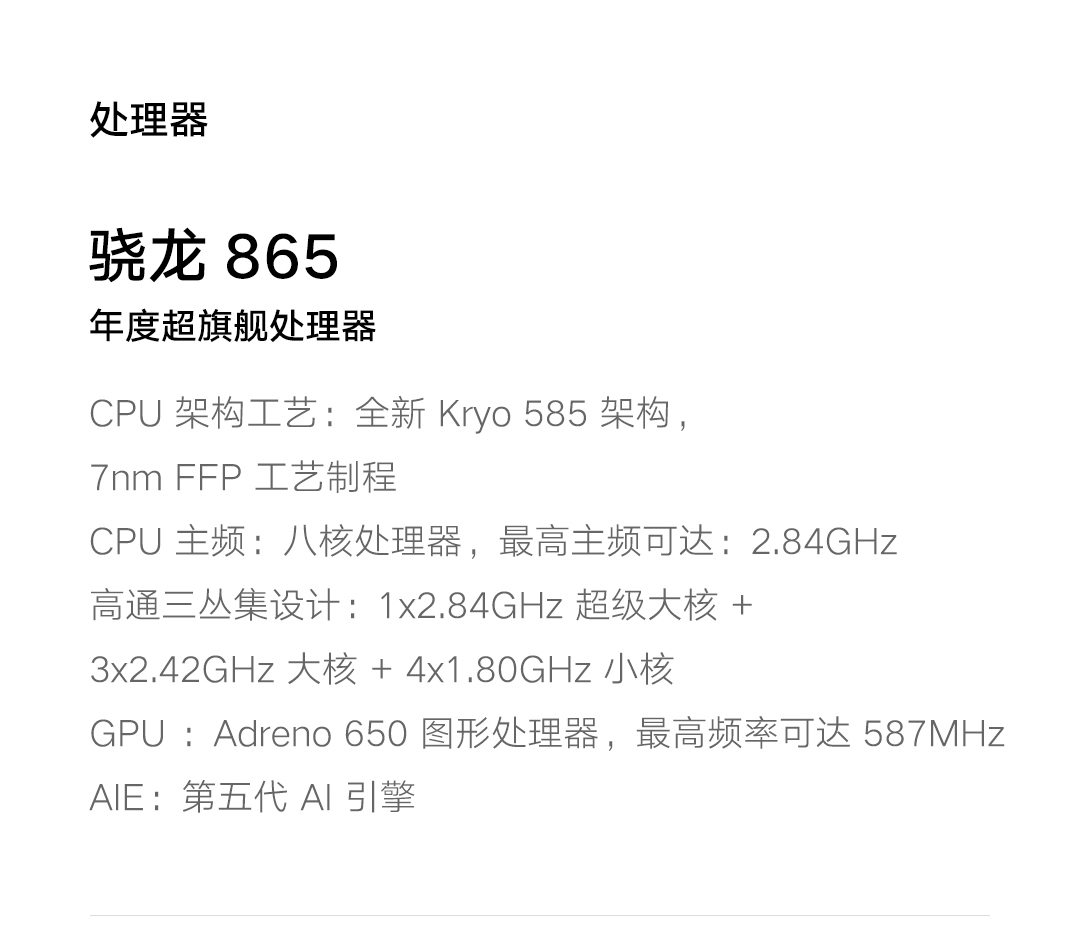 处理器
骁龙 865
年度超旗舰处理器
CPU 架构工艺：全新 Kryo 585 架构，
7nm FFP 工艺制程
CPU 主频：八核处理器，最高主频可达：2.84GHz
高通三丛集设计：1x2.84GHz 超级大核 +
3x2.42GHz 大核 + 4x1.80GHz 小核
GPU ：Adreno 650 图形处理器，最高频率可达 587MHz
AIE：第五代 AI 引擎